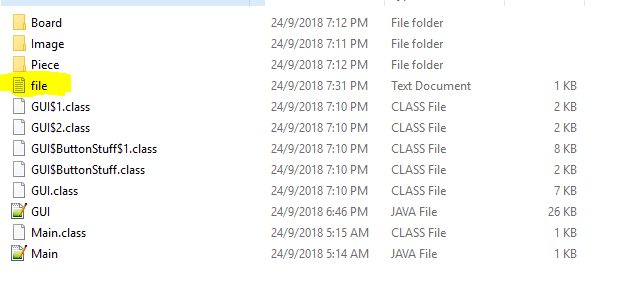 Board 24/9/2018 7:12 PM File folder
Image 24/9/2018 7:11 PM File folder
Piece 24/9/2018 7:12 PM File folder
file 24/9/2018 7:31 PM Text Document 1 KB
GUI$1.class 24/9/2018 7:10 PM CLASS File 2 KB
GUI$2.class 24/9/2018 7:10 PM CLASS File 2 KB
GUI$ButtonStuff$1.class 24/9/2018 7:10 PM CLASS File 8 KB
GUI$ButtonStuff.class 24/9/2018 7:10 PM CLASS File 2 KB
GUI.class 24/9/2018 7:10 PM CLASS File 7 KB
GUI 24/9/2018 6:46 PM JAVA File 26 KB
Main.class 24/9/2018 5:15 AM CLASS File 1 KB
Main 24/9/2018 5:14 AM JAVA File 1 KB